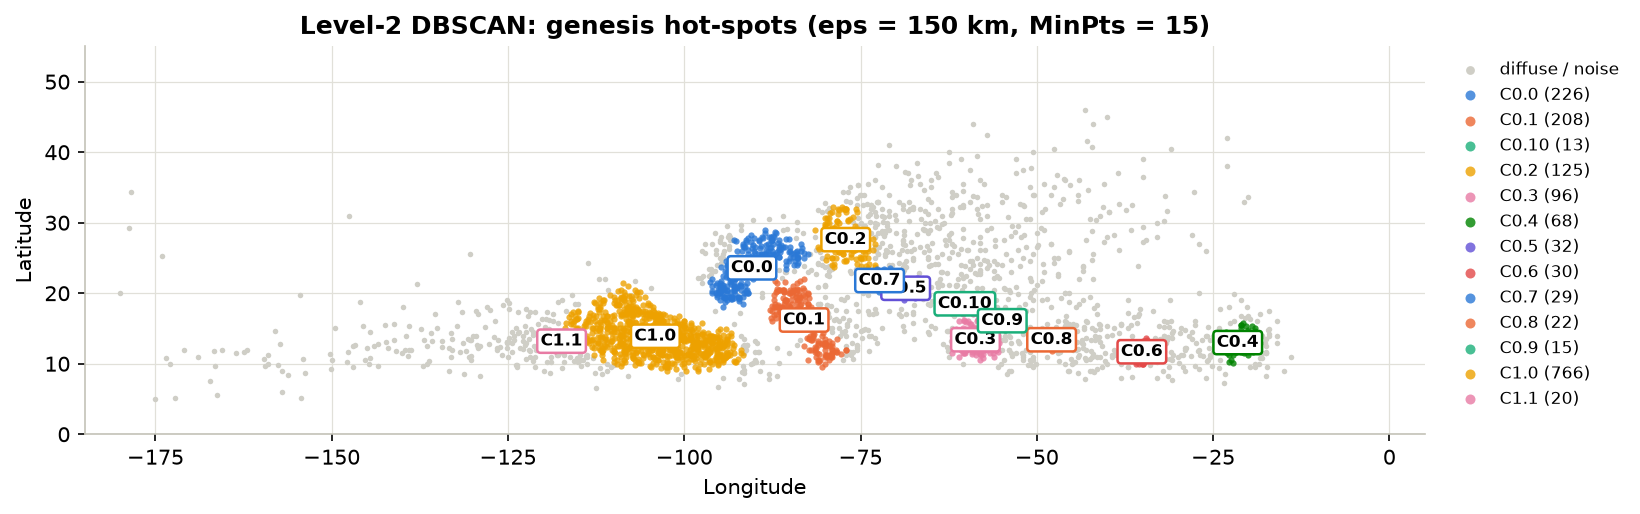 Level-2 DBSCAN: genesis hot-spots (eps = 150 km, MinPts = 15)
Latitude
50
40
30
20
10
0
−175
−150
−125
−100
−75
−50
−25
0
Longitude
C0.2
C0.0
C0.7
0.5
C0.10
C0.1
C0.9
C1.0
C1.1
C0.3
C0.8
C0.4
C0.6
diffuse / noise
C0.0 (226)
C0.1 (208)
C0.10 (13)
C0.2 (125)
C0.3 (96)
C0.4 (68)
C0.5 (32)
C0.6 (30)
C0.7 (29)
C0.8 (22)
C0.9 (15)
C1.0 (766)
C1.1 (20)